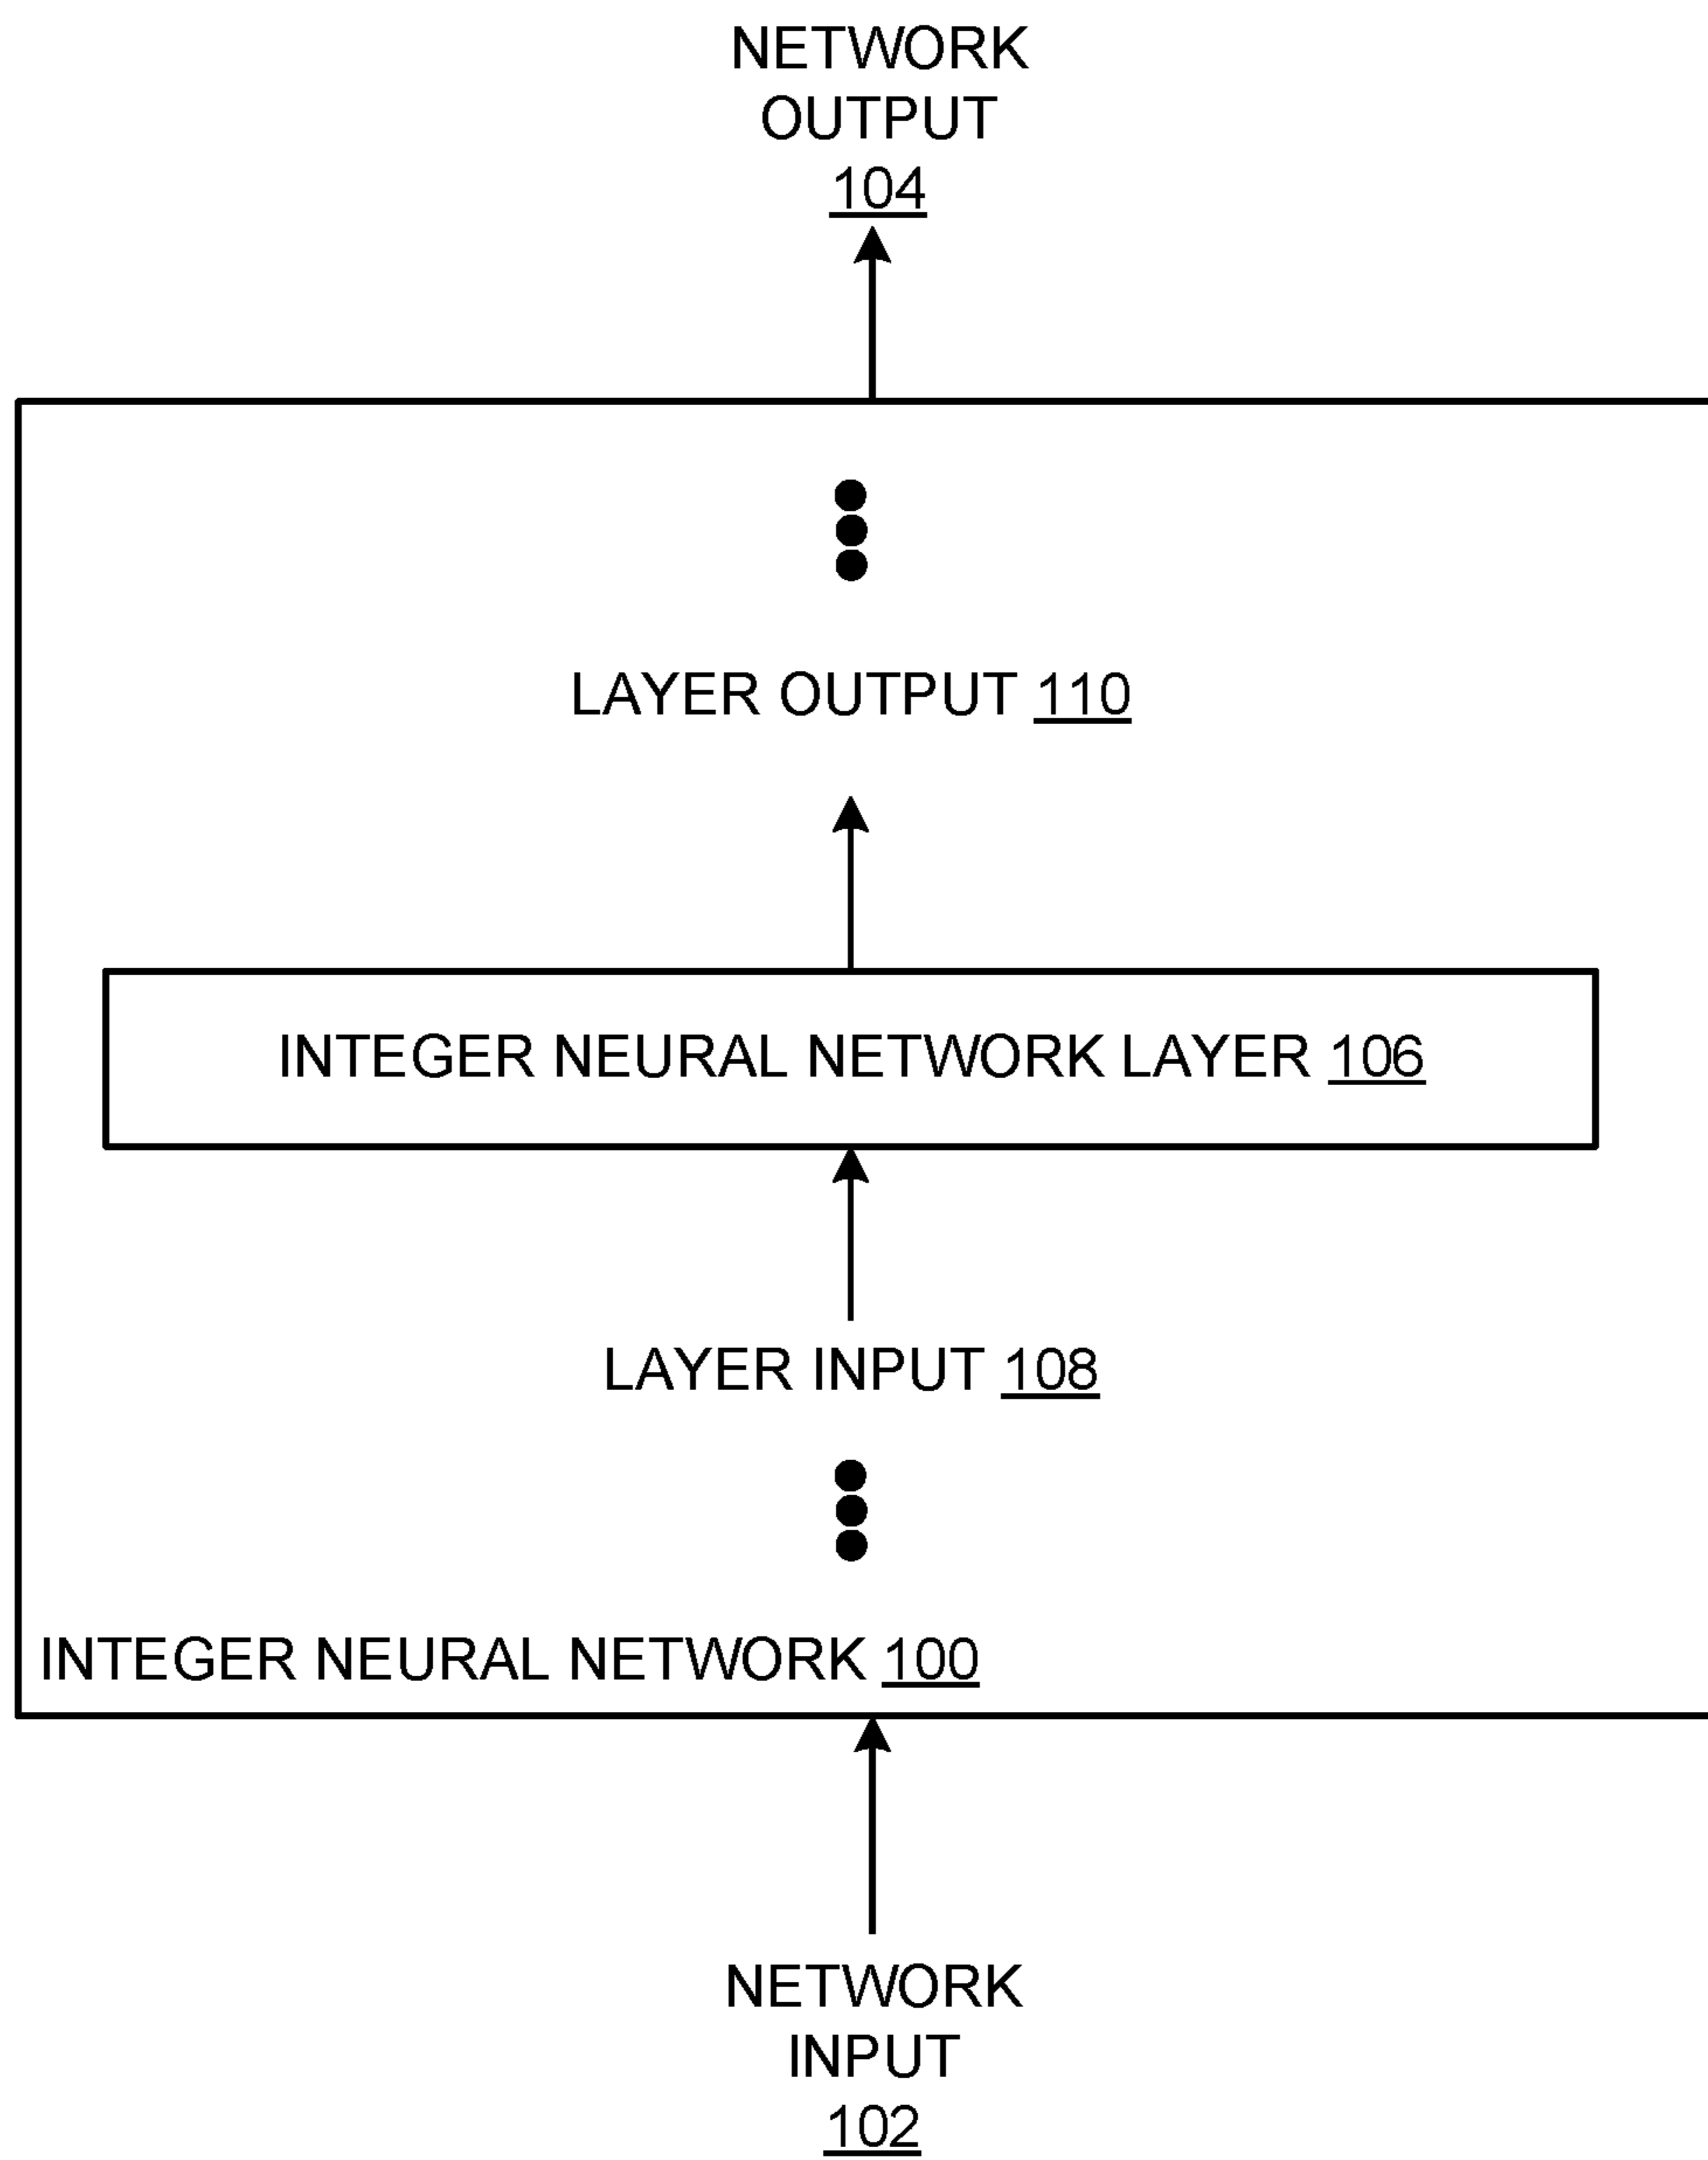 NETWORK
OUTPUT
104
LAYER OUTPUT 110
INTEGER NEURAL NETWORK LAYER 106
LAYER INPUT 108
INTEGER NEURAL NETWORK 100
NETWORK
INPUT
102